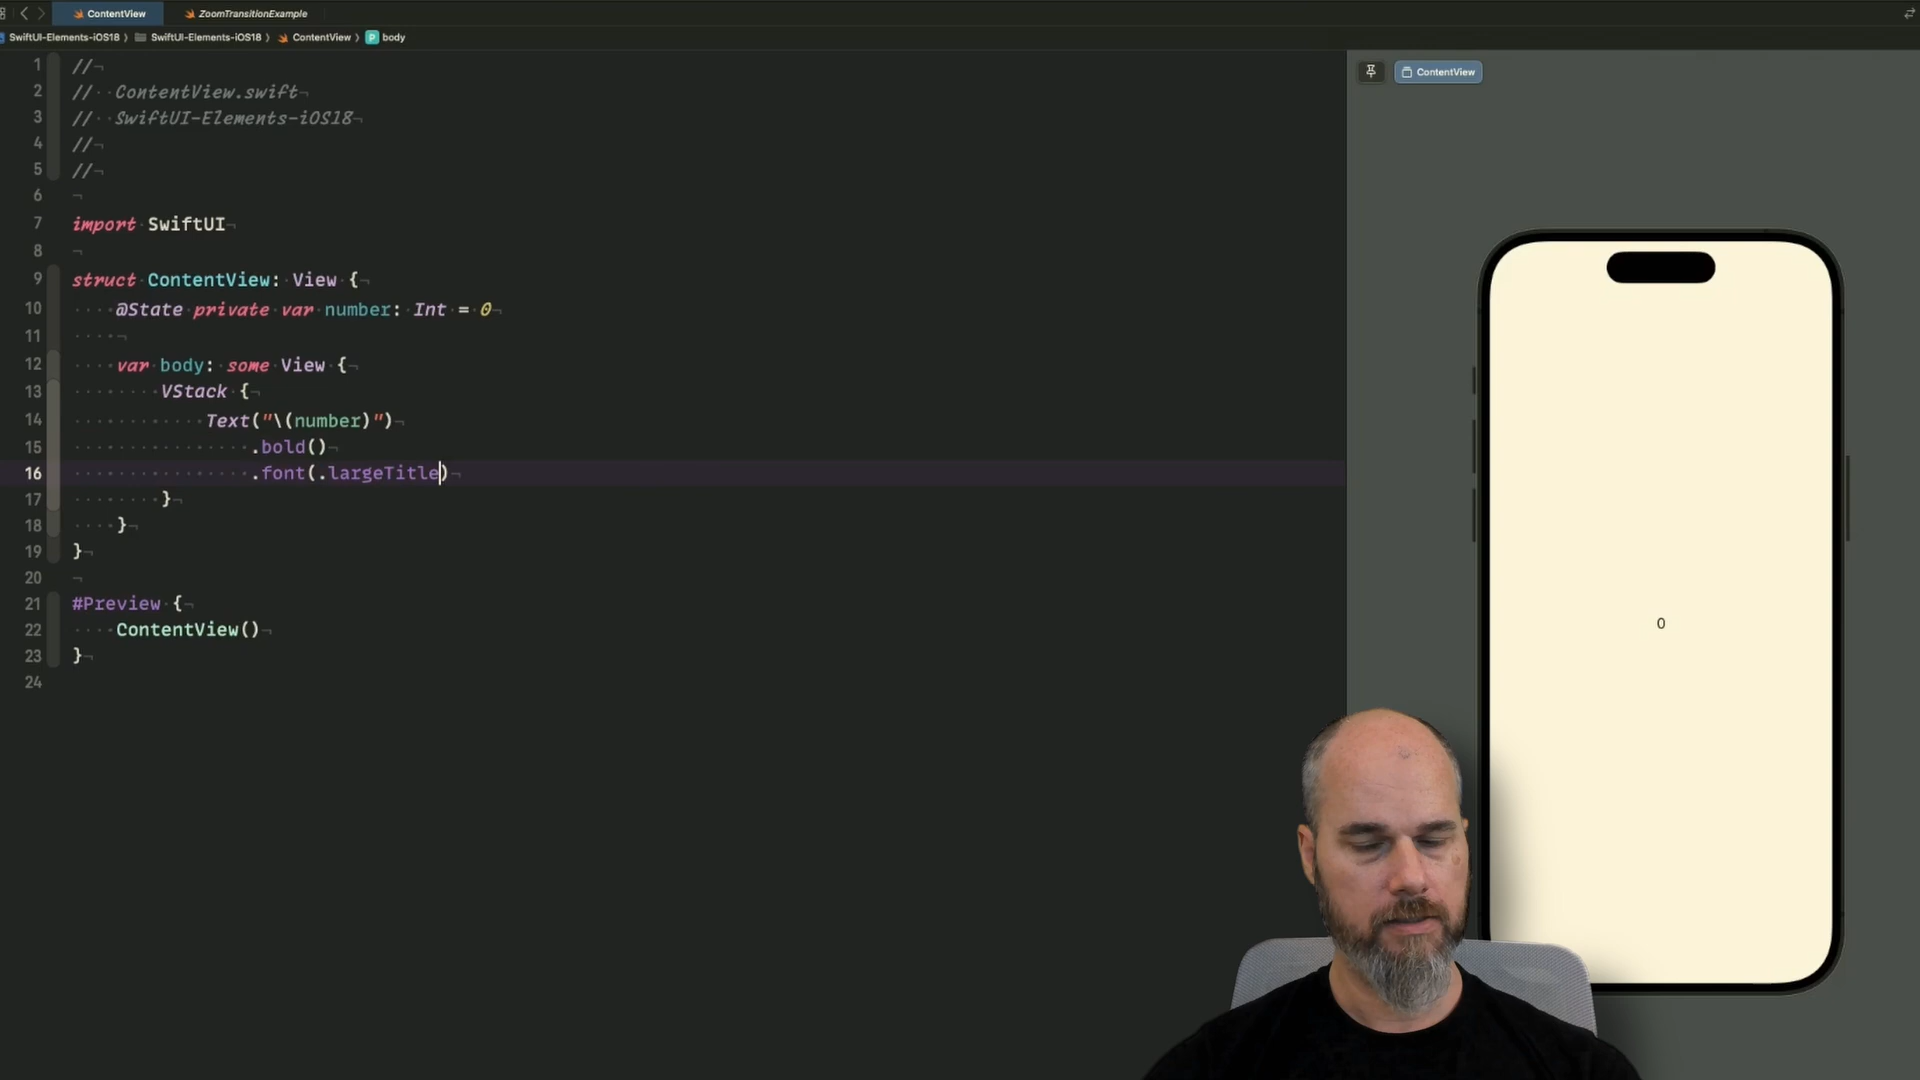 ContentView
ZoomTransitionExample
SwiftUI-Elements-iOS18 〉 SwiftUI-Elements-iOS18 〉 ContentView 〉 P body
1 //
2 // ContentView.swift
3 // SwiftUI-Elements-iOS18
4 //
5 //
6
7 import SwiftUI
8
9 struct ContentView: View {
10 @State private var number: Int = 0
11
12 var body: some View {
13 VStack {
14 Text("\(number)")
15 .bold()
16 .font(.largeTitle)
17 }
18 }
19 }
20
21 #Preview {
22 ContentView()
23 }
24
ContentView
0